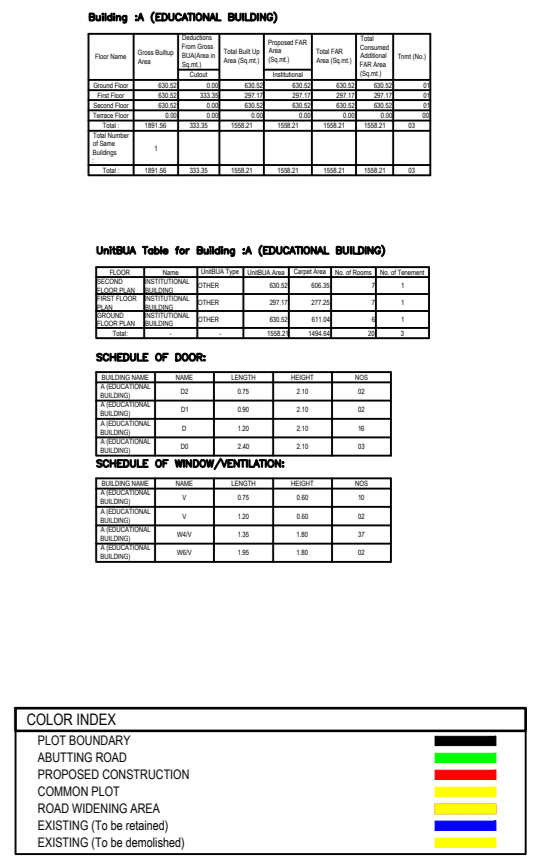 Building :A (EDUCATIONAL BUILDING)
Floor Name | Gross Builtup Area | Deductions From Gross BUA(Area in Sq.mt.) | Total Built Up Area (Sq.mt.) | Proposed FAR Area (Sq.mt.) | Total FAR Area (Sq.mt.) | Total Consumed Additional FAR Area (Sq.mt.) | Tnmt (No.)
Cutout | Institutional
Ground Floor | 630.52 | 0.00 | 630.52 | 630.52 | 630.52 | 630.52 | 01
First Floor | 630.52 | 333.35 | 297.17 | 297.17 | 297.17 | 297.17 | 01
Second Floor | 630.52 | 0.00 | 630.52 | 630.52 | 630.52 | 630.52 | 01
Terrace Floor | 0.00 | 0.00 | 0.00 | 0.00 | 0.00 | 0.00 | 00
Total : | 1891.56 | 333.35 | 1558.21 | 1558.21 | 1558.21 | 1558.21 | 03
Total Number of Same Buildings : | 1
Total : | 1891.56 | 333.35 | 1558.21 | 1558.21 | 1558.21 | 1558.21 | 03
UnitBUA Table for Building :A (EDUCATIONAL BUILDING)
FLOOR | Name | UnitBUA Type | UnitBUA Area | Carpet Area | No. of Rooms | No. of Tenement
SECOND FLOOR PLAN | INSTITUTIONAL BUILDING | OTHER | 630.52 | 606.35 | 7 | 1
FIRST FLOOR PLAN | INSTITUTIONAL BUILDING | OTHER | 297.17 | 277.25 | 7 | 1
GROUND FLOOR PLAN | INSTITUTIONAL BUILDING | OTHER | 630.52 | 611.04 | 6 | 1
Total: | - | - | 1558.21 | 1494.64 | 20 | 3
SCHEDULE OF DOOR:
BUILDING NAME | NAME | LENGTH | HEIGHT | NOS
A (EDUCATIONAL BUILDING) | D2 | 0.75 | 2.10 | 02
A (EDUCATIONAL BUILDING) | D1 | 0.90 | 2.10 | 02
A (EDUCATIONAL BUILDING) | D | 1.20 | 2.10 | 16
A (EDUCATIONAL BUILDING) | D0 | 2.40 | 2.10 | 03
SCHEDULE OF WINDOW/VENTILATION:
BUILDING NAME | NAME | LENGTH | HEIGHT | NOS
A (EDUCATIONAL BUILDING) | V | 0.75 | 0.60 | 10
A (EDUCATIONAL BUILDING) | V | 1.20 | 0.60 | 02
A (EDUCATIONAL BUILDING) | W4/V | 1.35 | 1.80 | 37
A (EDUCATIONAL BUILDING) | W6/V | 1.95 | 1.80 | 02
COLOR INDEX
PLOT BOUNDARY
ABUTTING ROAD
PROPOSED CONSTRUCTION
COMMON PLOT
ROAD WIDENING AREA
EXISTING (To be retained)
EXISTING (To be demolished)